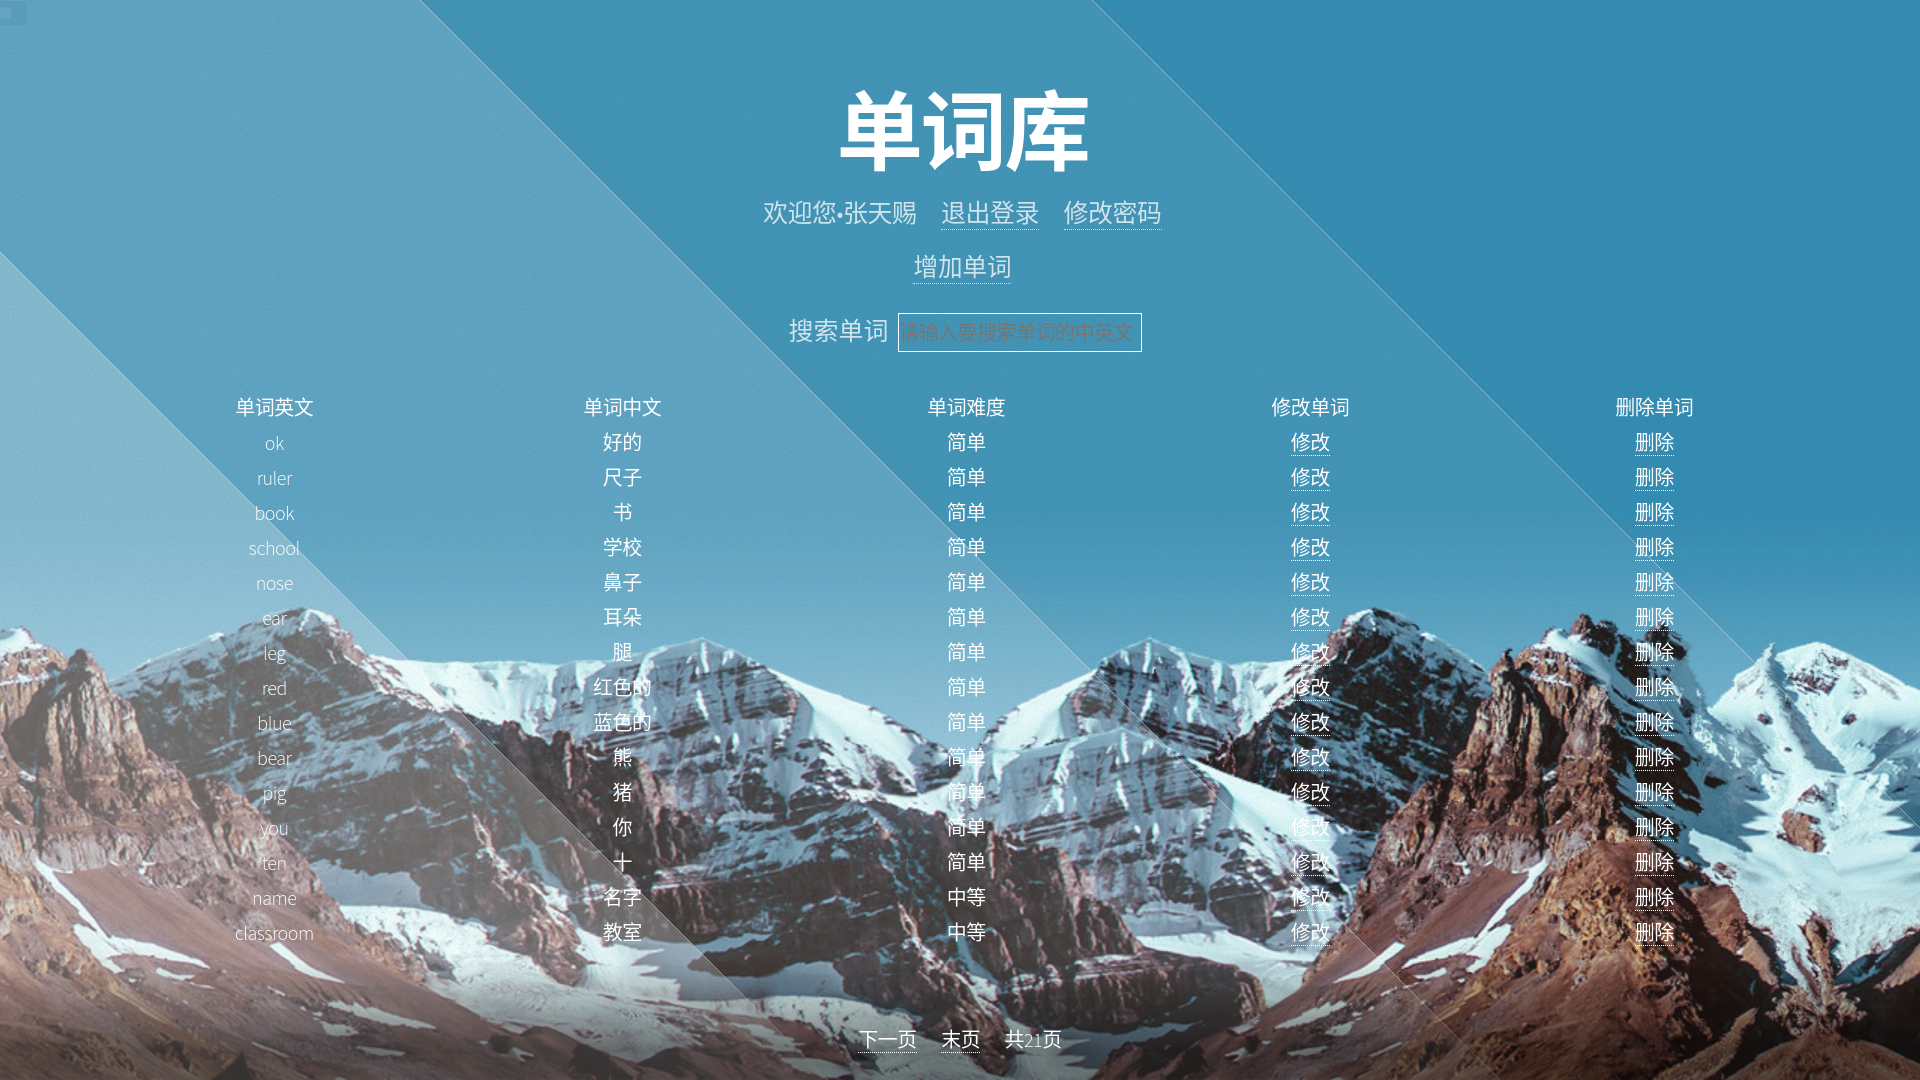 单词库
欢迎您•张天赐 退出登录 修改密码
增加单词
搜索单词 请输入要搜索单词的中英文
单词英文 单词中文 单词难度 修改单词 删除单词
ok 好的 简单 修改 删除
ruler 尺子 简单 修改 删除
book 书 简单 修改 删除
school 学校 简单 修改 删除
nose 鼻子 简单 修改 删除
ear 耳朵 简单 修改 删除
leg 腿 简单 修改 删除
red 红色的 简单 修改 删除
blue 蓝色的 简单 修改 删除
bear 熊 简单 修改 删除
pig 猪 简单 修改 删除
you 你 简单 修改 删除
ten 十 简单 修改 删除
name 名字 中等 修改 删除
classroom 教室 中等 修改 删除
下一页 末页 共21页